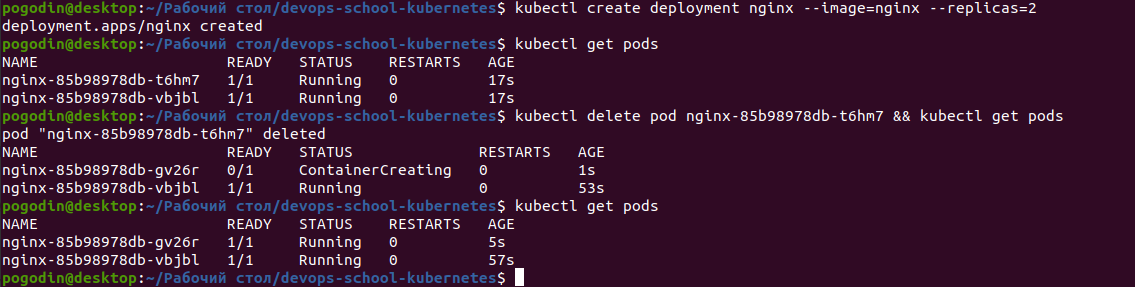 pogodin@desktop:~/Рабочий стол/devops-school-kubernetes$ kubectl create deployment nginx --image=nginx --replicas=2
deployment.apps/nginx created
pogodin@desktop:~/Рабочий стол/devops-school-kubernetes$ kubectl get pods
NAME                     READY   STATUS    RESTARTS   AGE
nginx-85b98978db-t6hm7   1/1     Running   0          17s
nginx-85b98978db-vbjbl   1/1     Running   0          17s
pogodin@desktop:~/Рабочий стол/devops-school-kubernetes$ kubectl delete pod nginx-85b98978db-t6hm7 && kubectl get pods
pod "nginx-85b98978db-t6hm7" deleted
NAME                     READY   STATUS              RESTARTS   AGE
nginx-85b98978db-gv26r   0/1     ContainerCreating   0          1s
nginx-85b98978db-vbjbl   1/1     Running             0          53s
pogodin@desktop:~/Рабочий стол/devops-school-kubernetes$ kubectl get pods
NAME                     READY   STATUS    RESTARTS   AGE
nginx-85b98978db-gv26r   1/1     Running   0          5s
nginx-85b98978db-vbjbl   1/1     Running   0          57s
pogodin@desktop:~/Рабочий стол/devops-school-kubernetes$